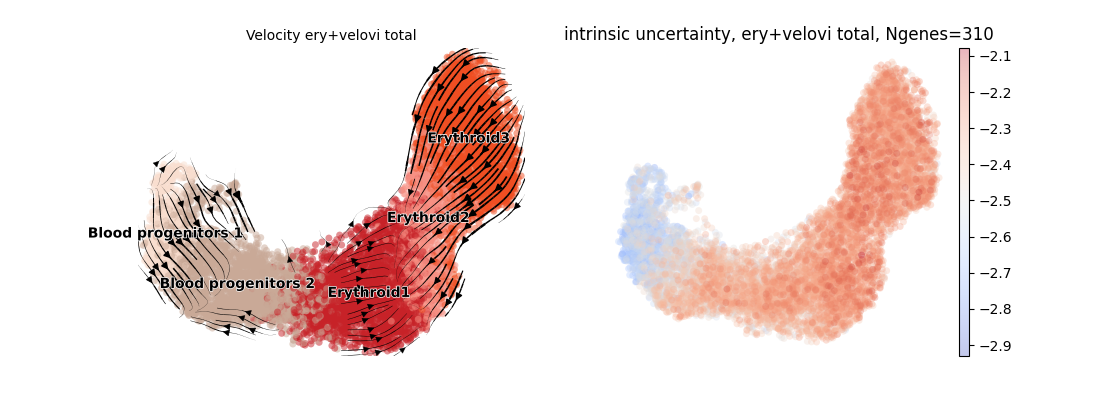 Velocity ery+velovi total
Erythroid3
Erythroid2
Blood progenitors 1
Blood progenitors 2
Erythroid1
intrinsic uncertainty, ery+velovi total, Ngenes=310
−2.1
−2.2
−2.3
−2.4
−2.5
−2.6
−2.7
−2.8
−2.9